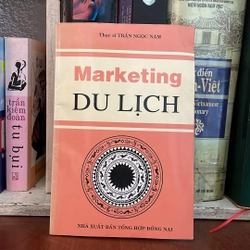 Thạc sĩ TRẦN NGỌC NAM
Marketing
DU LỊCH
NHÀ XUẤT BẢN TỔNG HỢP ĐỒNG NAI
trần
kiêm
đoàn
tu bụi
điển
-Việt